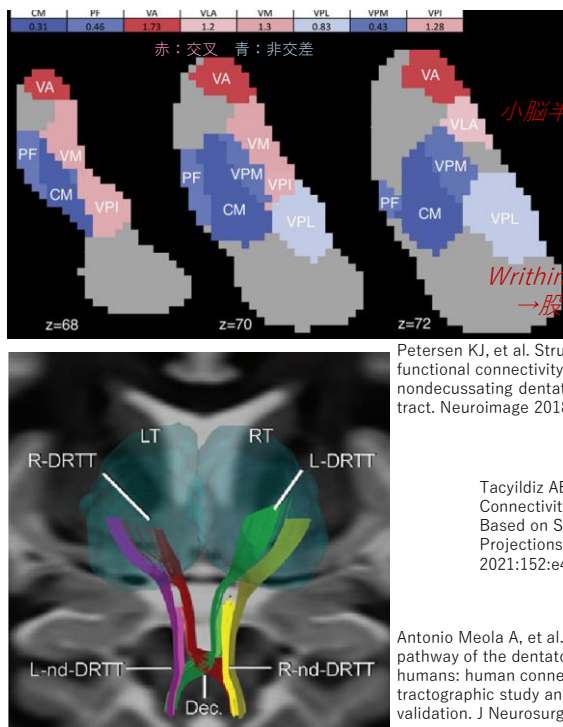 CM PF VA VLA VM VPL VPM VPI
0.31 0.46 1.73 1.2 1.3 0.83 0.43 1.28
赤：交叉 青：非交差
VA
PF
VM
CM
VPI
z=68
VA
VM
PF
VPM
VPI
CM
VPL
z=70
VA
VLA
VPM
PF
CM
VPL
z=72
小脳半
Writhin
→股
Petersen KJ, et al. Stru
functional connectivity
nondecussating dentat
tract. Neuroimage 2018
LT RT
R-DRTT L-DRTT
L-nd-DRTT R-nd-DRTT
Dec.
Tacyildiz AE
Connectivity
Based on S
Projections
2021:152:e4
Antonio Meola A, et al.
pathway of the dentato
humans: human connec
tractographic study an
validation. J Neurosurg